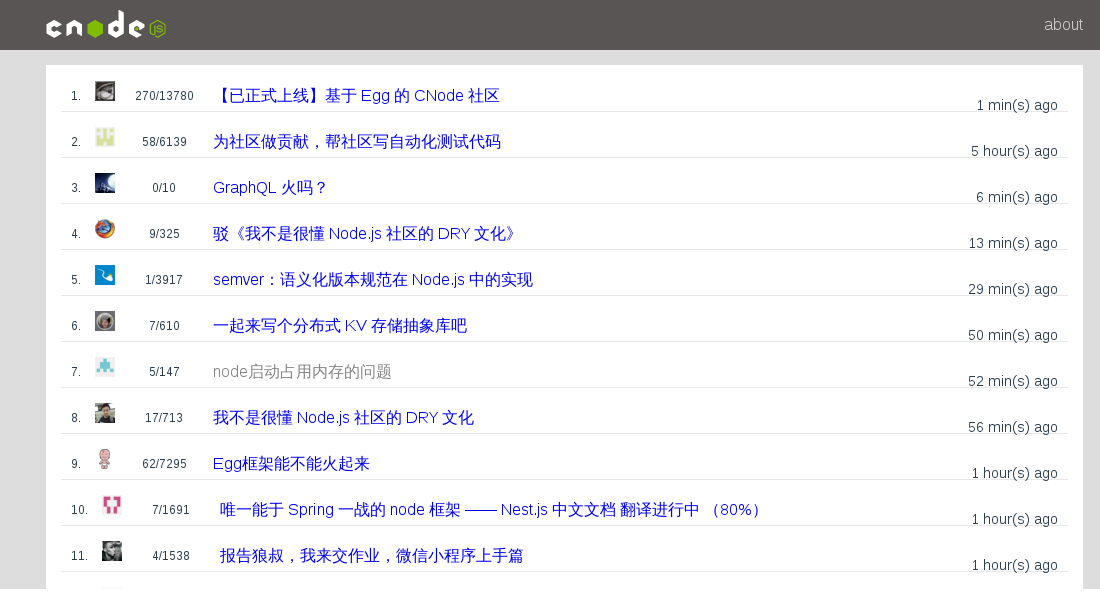 cnodejs about
1. 270/13780 【已正式上线】基于 Egg 的 CNode 社区 1 min(s) ago
2. 58/6139 为社区做贡献，帮社区写自动化测试代码 5 hour(s) ago
3. 0/10 GraphQL 火吗？ 6 min(s) ago
4. 9/325 驳《我不是很懂 Node.js 社区的 DRY 文化》 13 min(s) ago
5. 1/3917 semver：语义化版本规范在 Node.js 中的实现 29 min(s) ago
6. 7/610 一起来写个分布式 KV 存储抽象库吧 50 min(s) ago
7. 5/147 node启动占用内存的问题 52 min(s) ago
8. 17/713 我不是很懂 Node.js 社区的 DRY 文化 56 min(s) ago
9. 62/7295 Egg框架能不能火起来 1 hour(s) ago
10. 7/1691 唯一能于 Spring 一战的 node 框架 —— Nest.js 中文文档 翻译进行中 （80%） 1 hour(s) ago
11. 4/1538 报告狼叔，我来交作业，微信小程序上手篇 1 hour(s) ago